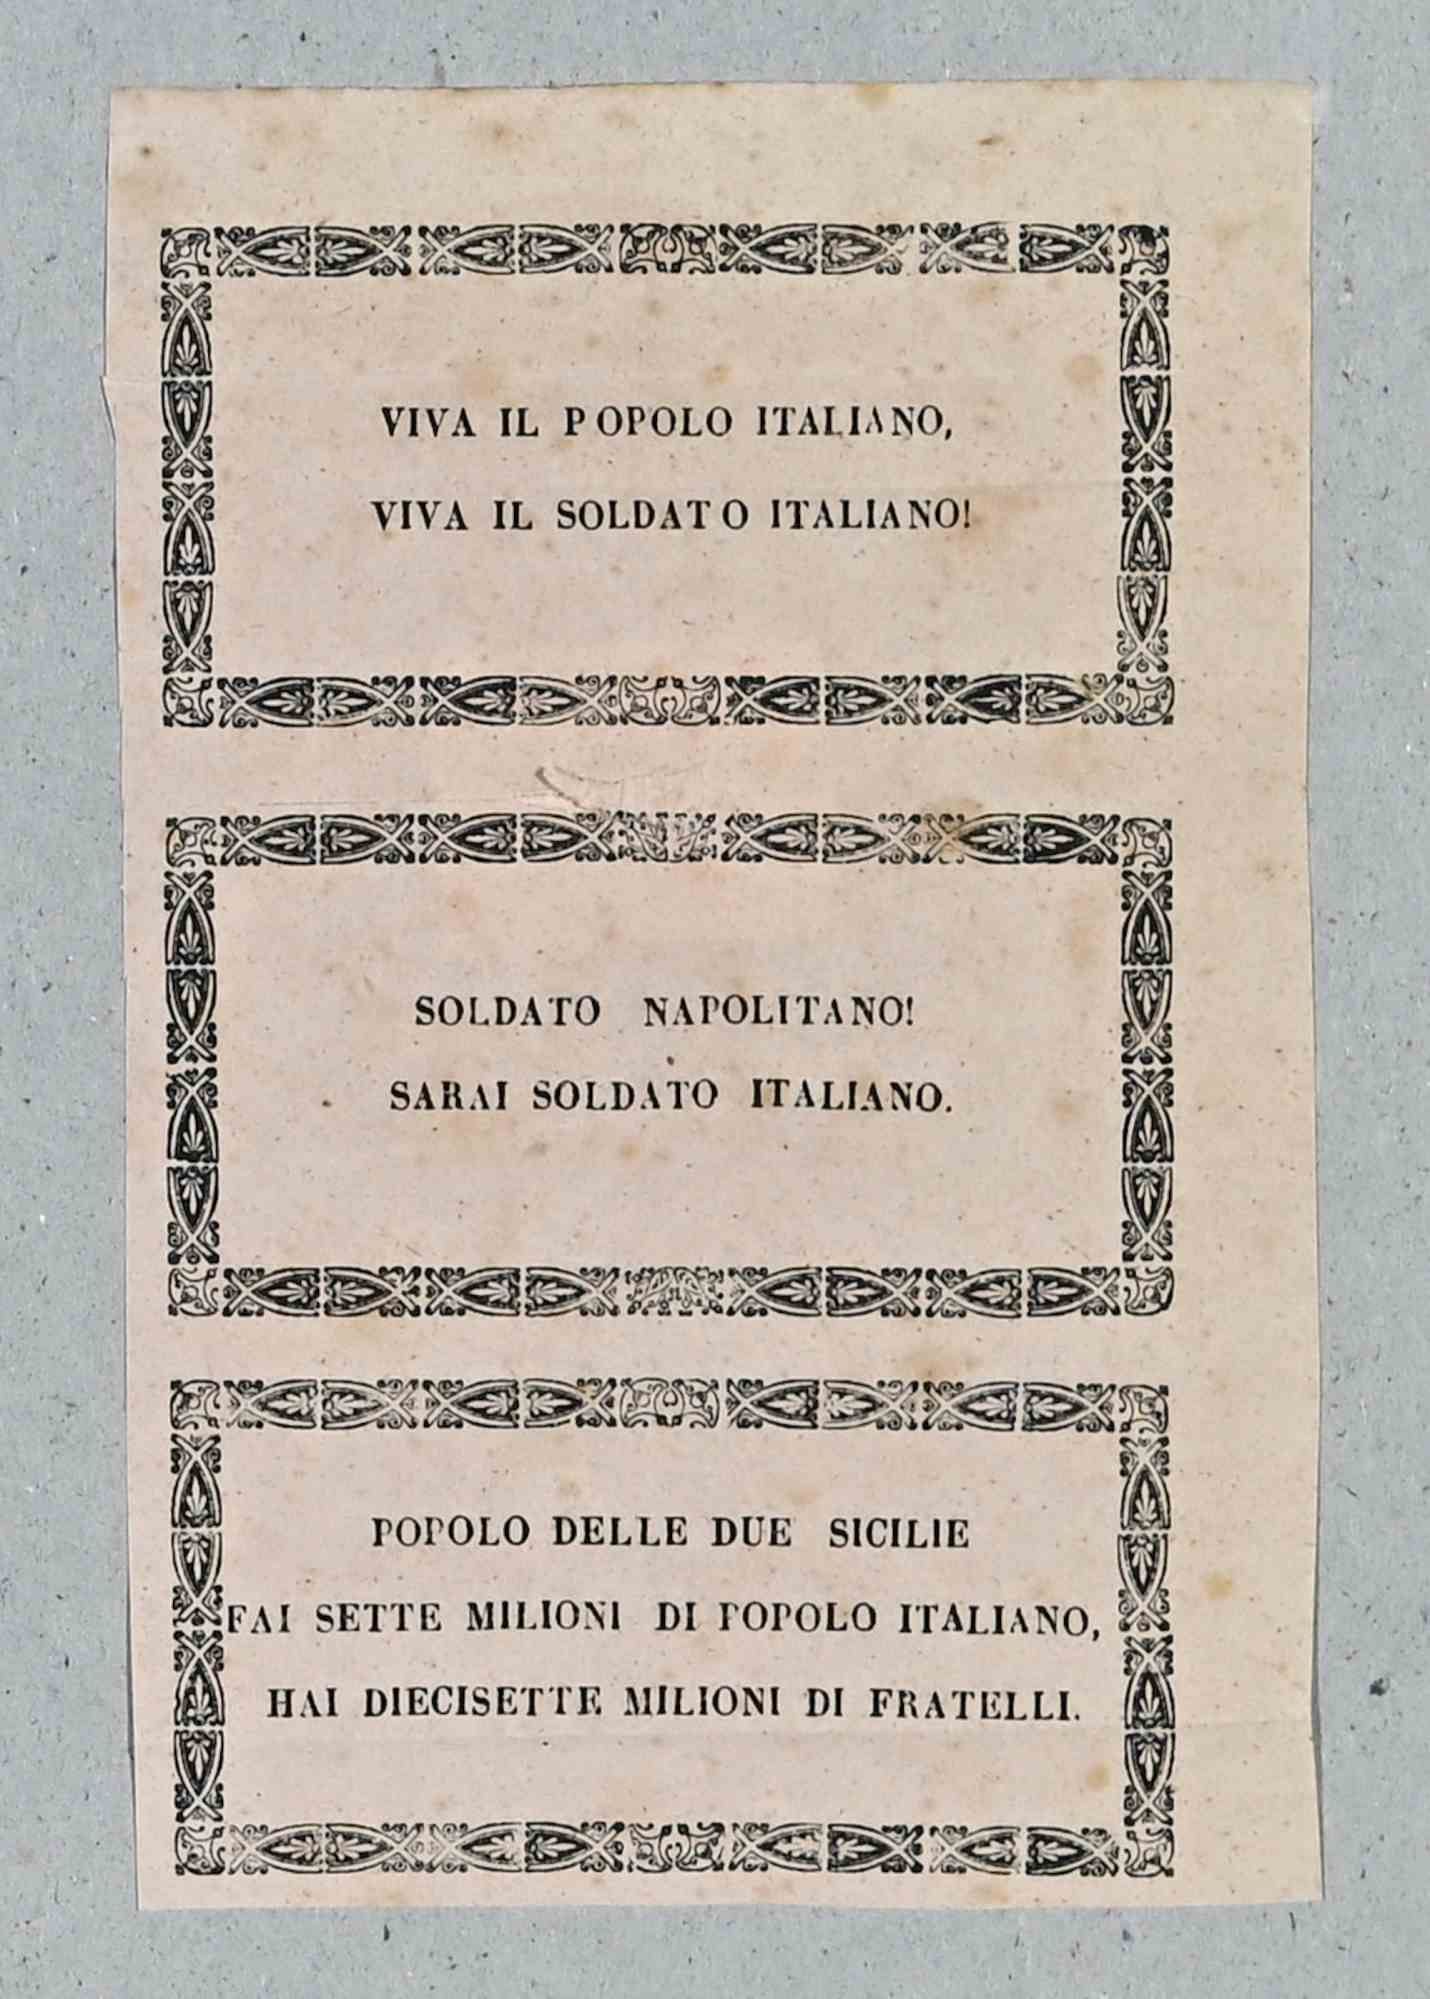 VIVA IL POPOLO ITALIANO,
VIVA IL SOLDATO ITALIANO!
SOLDATO NAPOLITANO!
SARAI SOLDATO ITALIANO.
POPOLO DELLE DUE SICILIE
FAI SETTE MILIONI DI POPOLO ITALIANO,
HAI DIECISETTE MILIONI DI FRATELLI.